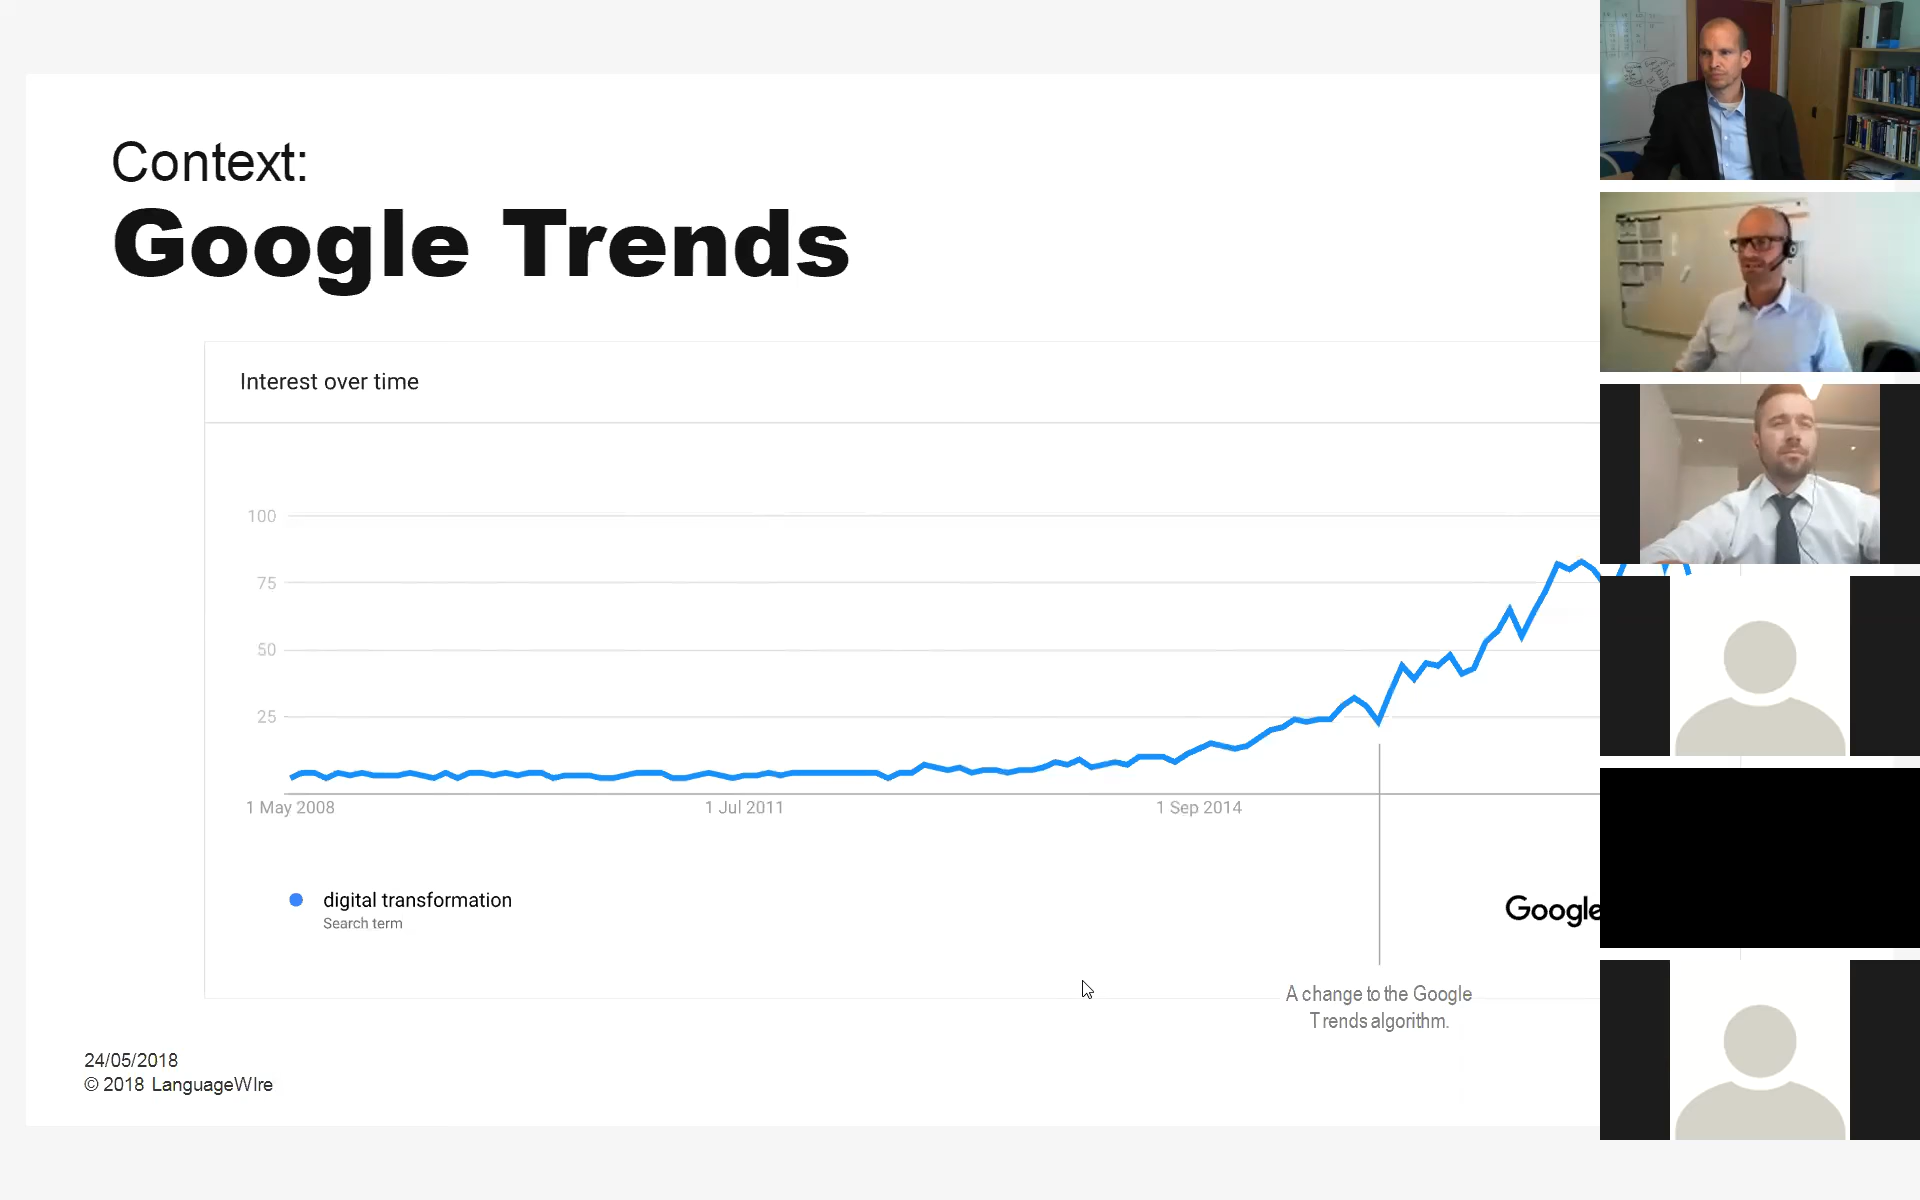 Context:
Google Trends
Interest over time
100
75
50
25
1 May 2008
1 Jul 2011
1 Sep 2014
digital transformation
Search term
Google
A change to the Google
Trends algorithm.
24/05/2018
© 2018 LanguageWIre